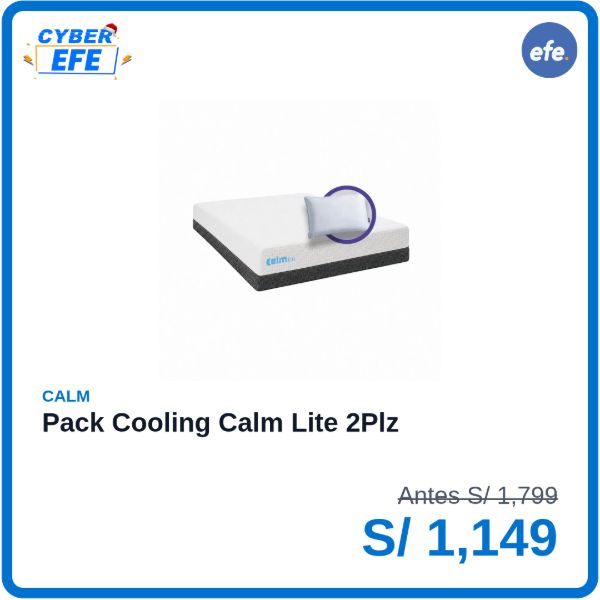 CYBER
EFE
efe.
Calm
CALM
Pack Cooling Calm Lite 2Plz
Antes S/ 1,799
S/ 1,149